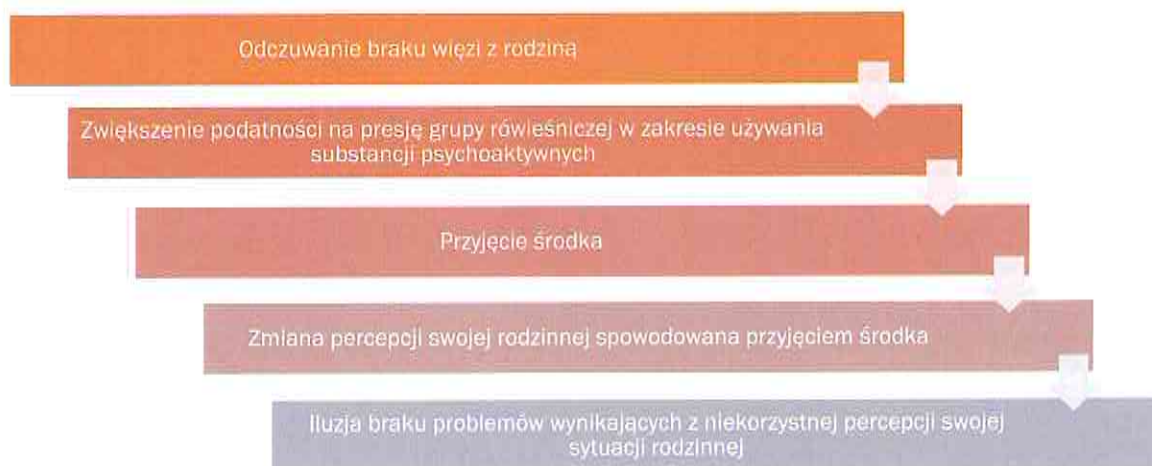 Odczuwanie braku więzi z rodziną
Zwiększenie podatności na presję grupy rówieśniczej w zakresie używania
substancji psychoaktywnych
Przyjęcie środka
Zmiana percepcji swojej rodzinnej spowodowana przyjęciem środka
Iluzja braku problemów wynikających z niekorzystnej percepcji swojej
sytuacji rodzinnej